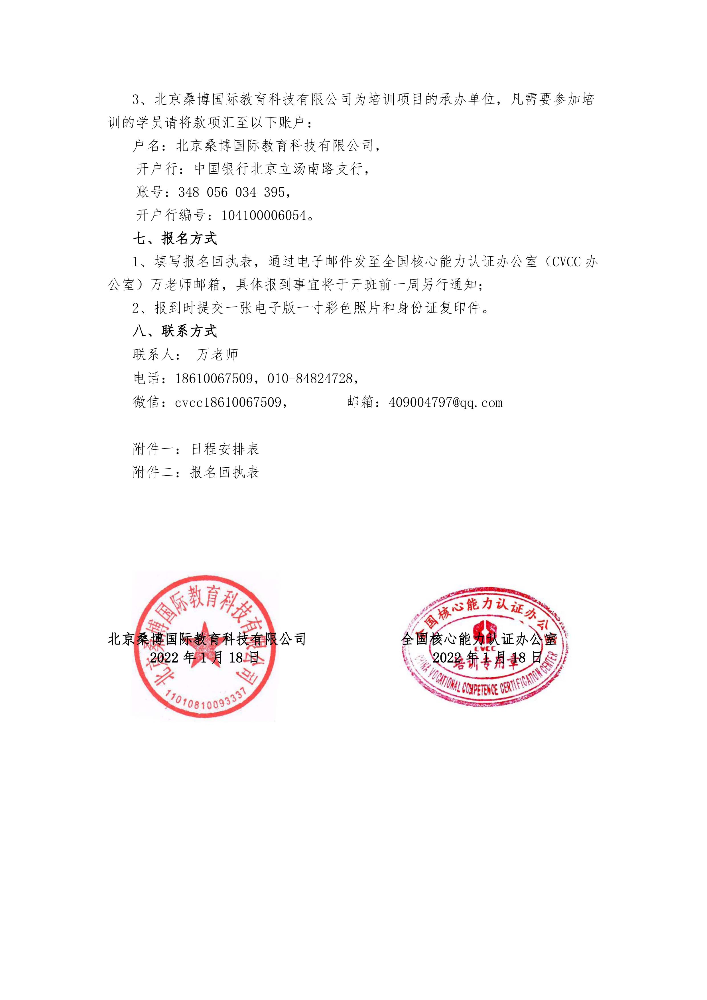 3、北京桑博国际教育科技有限公司为培训项目的承办单位，凡需要参加培
训的学员请将款项汇至以下账户：
户名：北京桑博国际教育科技有限公司，
开户行：中国银行北京立汤南路支行，
账号：348 056 034 395，
开户行编号：104100006054。
七、报名方式
1、填写报名回执表，通过电子邮件发至全国核心能力认证办公室（CVCC 办
公室）万老师邮箱，具体报到事宜将于开班前一周另行通知；
2、报到时提交一张电子版一寸彩色照片和身份证复印件。
八、联系方式
联系人： 万老师
电话：18610067509，010-84824728，
微信：cvcc18610067509， 邮箱：409004797@qq.com
附件一：日程安排表
附件二：报名回执表
北京桑博国际教育科技有限公司
2022 年 1 月 18 日
北京桑博国际教育科技有限公司
1101081009333​7
全国核心能力认证办公室
2022 年 1 月 18 日
全国核心能力认证办公室
CVCC
培训专用章
CHINA VOCATIONAL COMPETENCE CERTIFICATION CENTER